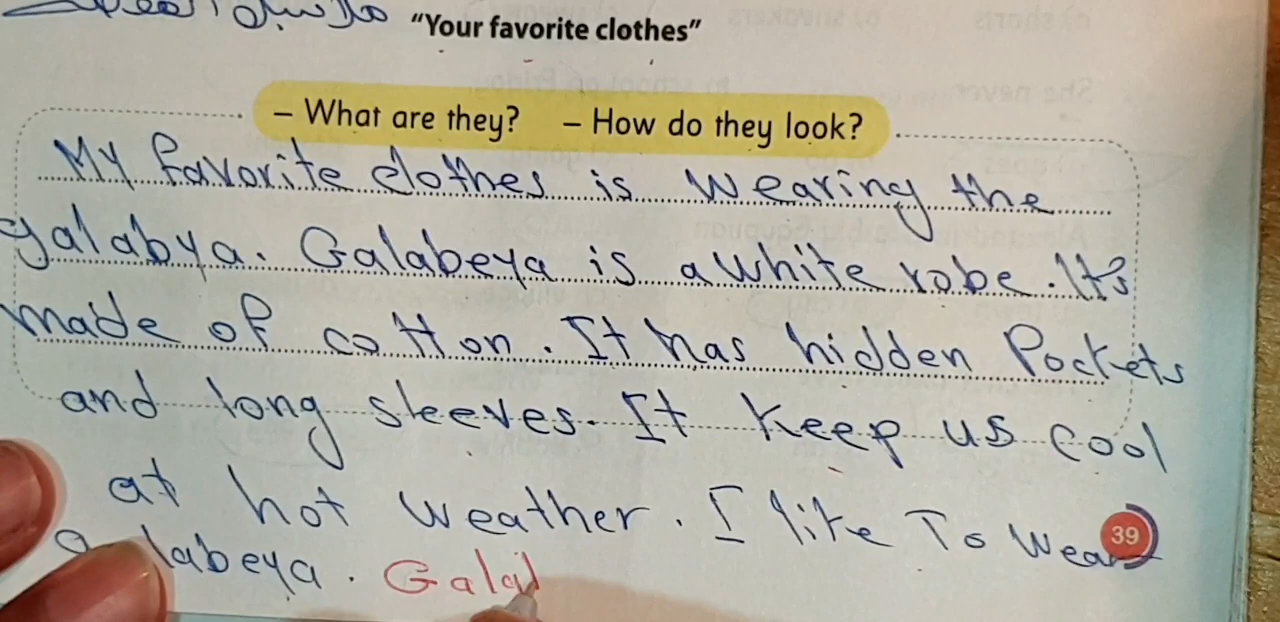 "Your favorite clothes"
– What are they? – How do they look?
My favorite clothes is wearing the
galabya. Galabeya is a white robe. It's
made of cotton. It has hidden Pockets
and long sleeves. It keep us cool
at hot weather. I like To wear
labeya. Galab
39